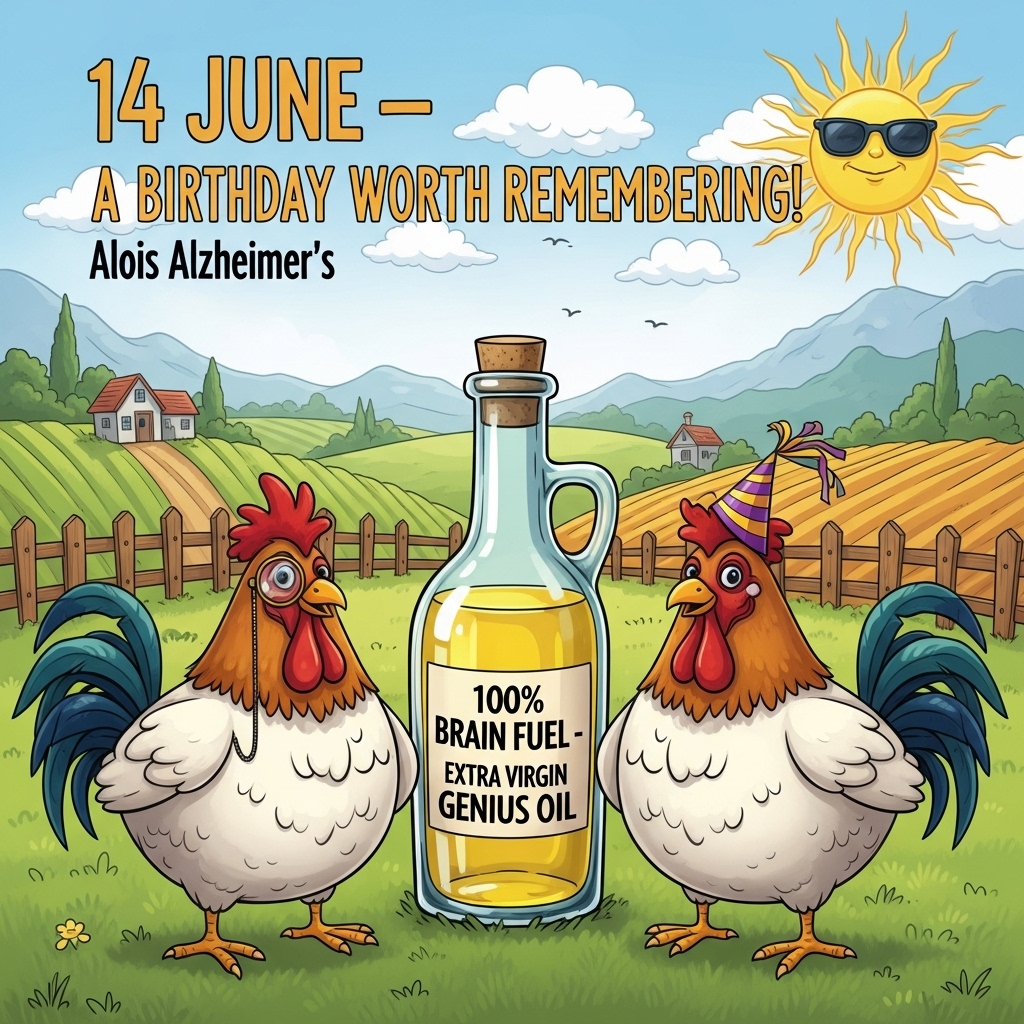 14 JUNE –
A BIRTHDAY WORTH REMEMBERING!
Alois Alzheimer's
100%
BRAIN FUEL -
EXTRA VIRGIN
GENIUS OIL